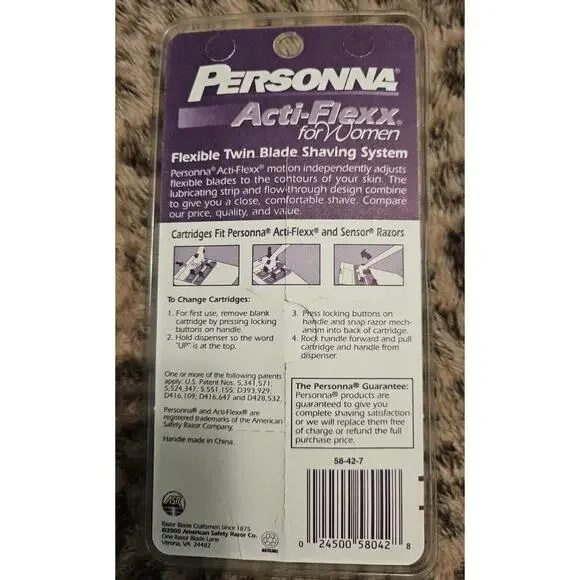 PERSONNA®
Acti-Flexx®
for Women
Flexible Twin Blade Shaving System
Personna® Acti-Flexx® motion independently adjusts
flexible blades to the contours of your skin. The
lubricating strip and flow-through design combine
to give you a close, comfortable shave. Compare
our price, quality, and value.
Cartridges Fit Personna® Acti-Flexx® and Sensor® Razors
To Change Cartridges:
1. For first use, remove blank
cartridge by pressing locking
buttons on handle.
2. Hold dispenser so the word
"UP" is at the top.
3. Press locking buttons on
handle and snap razor mech-
anism into back of cartridge.
4. Rock handle forward and pull
cartridge and handle from
dispenser.
One or more of the following patents
apply: U.S. Patent Nos. 5,341,571;
5,524,347; 5,551,155; D393,929;
D416,109; D416,647 and D428,532.
Personna® and Acti-Flexx® are
registered trademarks of the American
Safety Razor Company.
Handle made in China.
The Personna® Guarantee:
Personna® products are
guaranteed to give you
complete shaving satisfaction
or we will replace them free
of charge or refund the full
purchase price.
58-42-7
ASR
Razor Blade Craftsmen Since 1875
©2000 American Safety Razor Co.
One Razor Blade Lane
Verona, VA 24482
0 24500 58042 8